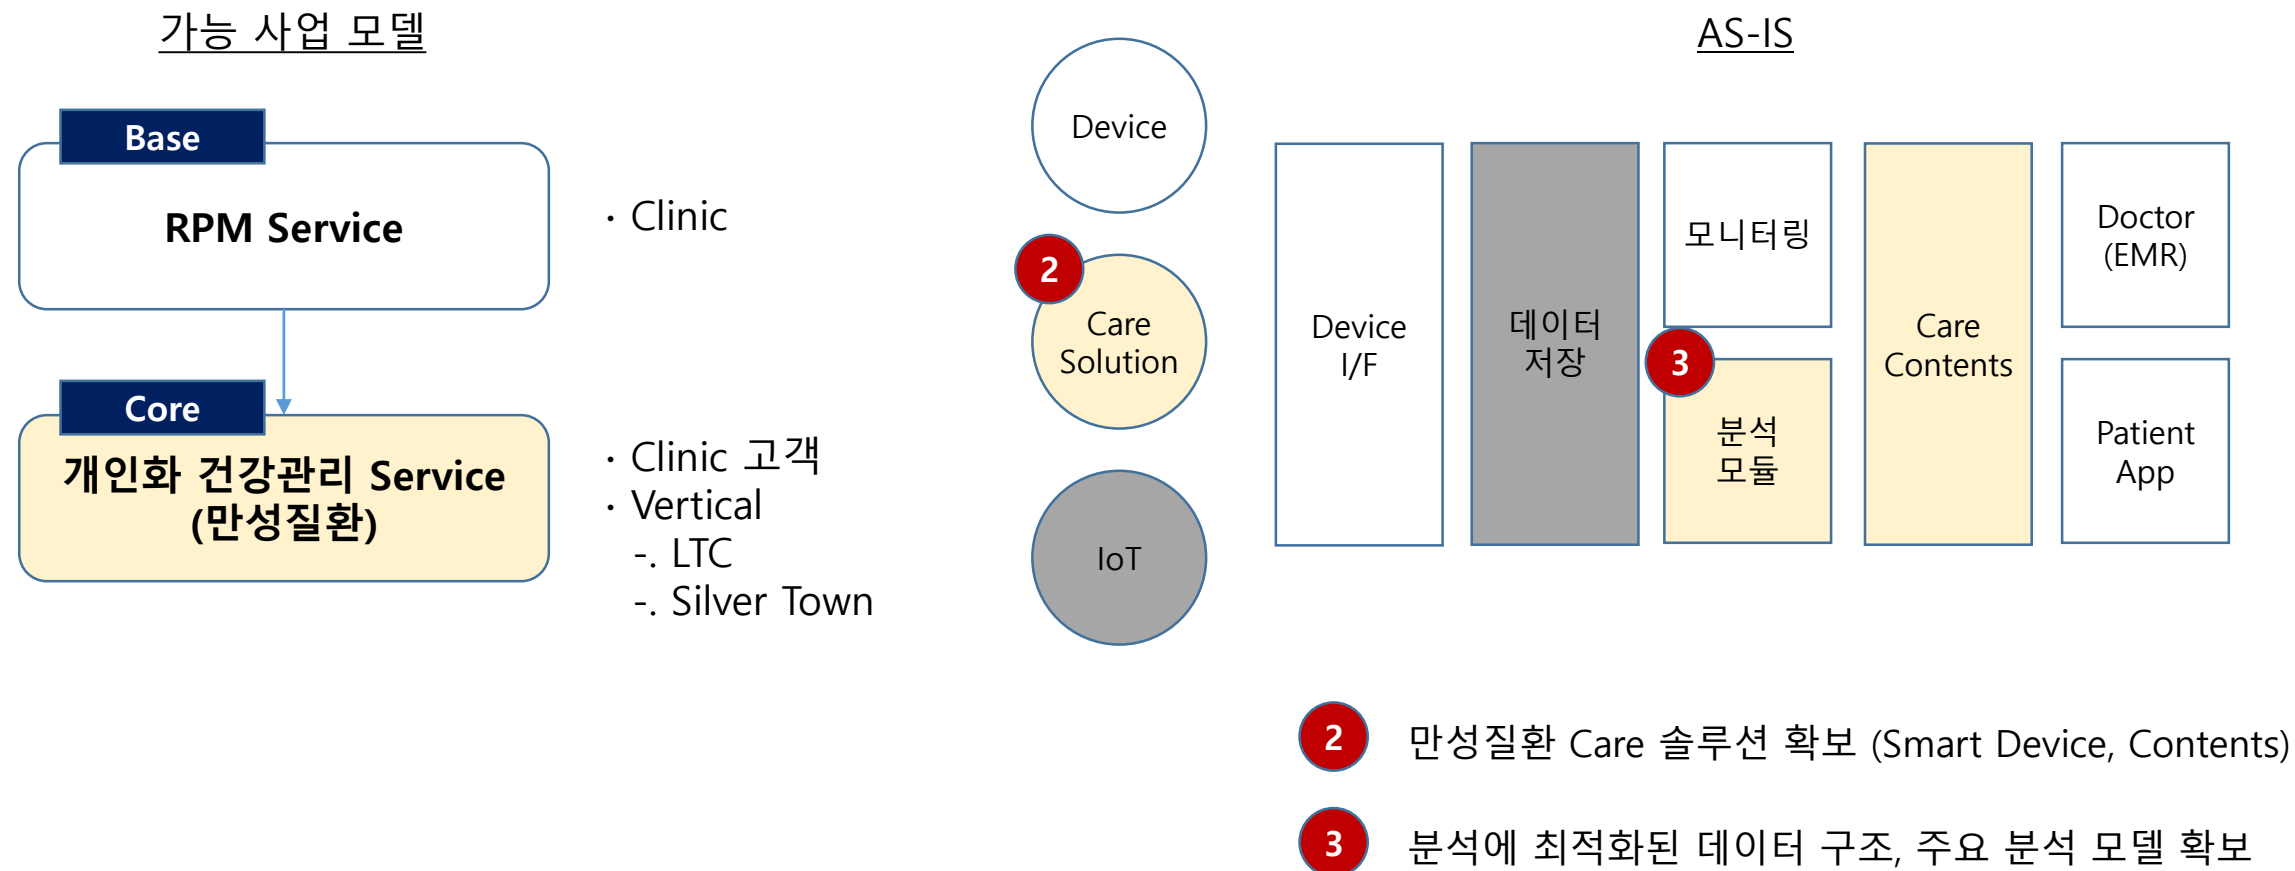 가능 사업 모델
Base
RPM Service
· Clinic
Core
개인화 건강관리 Service
(만성질환)
· Clinic 고객
· Vertical
-. LTC
-. Silver Town
AS-IS
Device
2
Care
Solution
IoT
Device
I/F
데이터
저장
모니터링
3
분석
모듈
Care
Contents
Doctor
(EMR)
Patient
App
2 만성질환 Care 솔루션 확보 (Smart Device, Contents)
3 분석에 최적화된 데이터 구조, 주요 분석 모델 확보